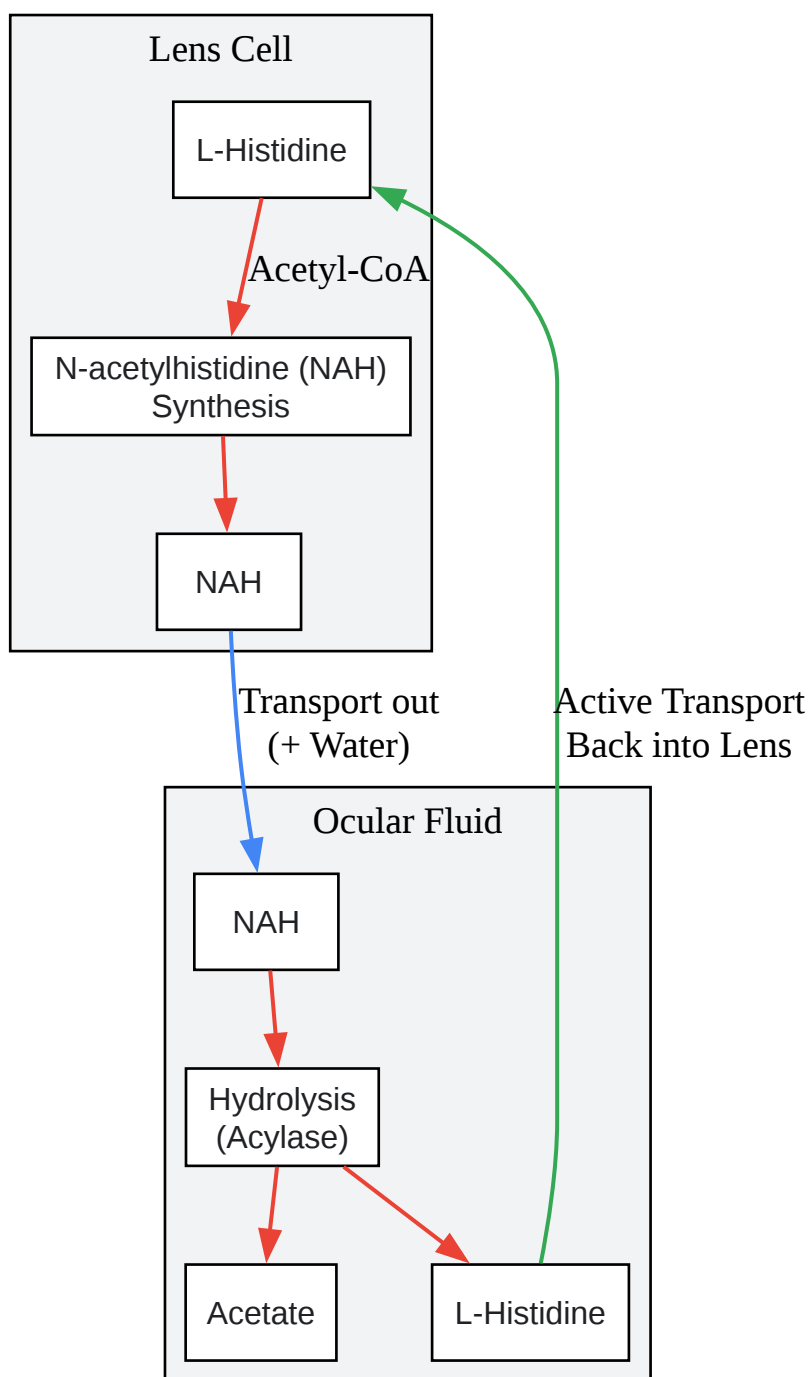 Lens Cell
L-Histidine
Acetyl-CoA
N-acetylhistidine (NAH)
Synthesis
NAH
Transport out
(+ Water)
Active Transport
Back into Lens
Ocular Fluid
NAH
Hydrolysis
(Acylase)
Acetate
L-Histidine